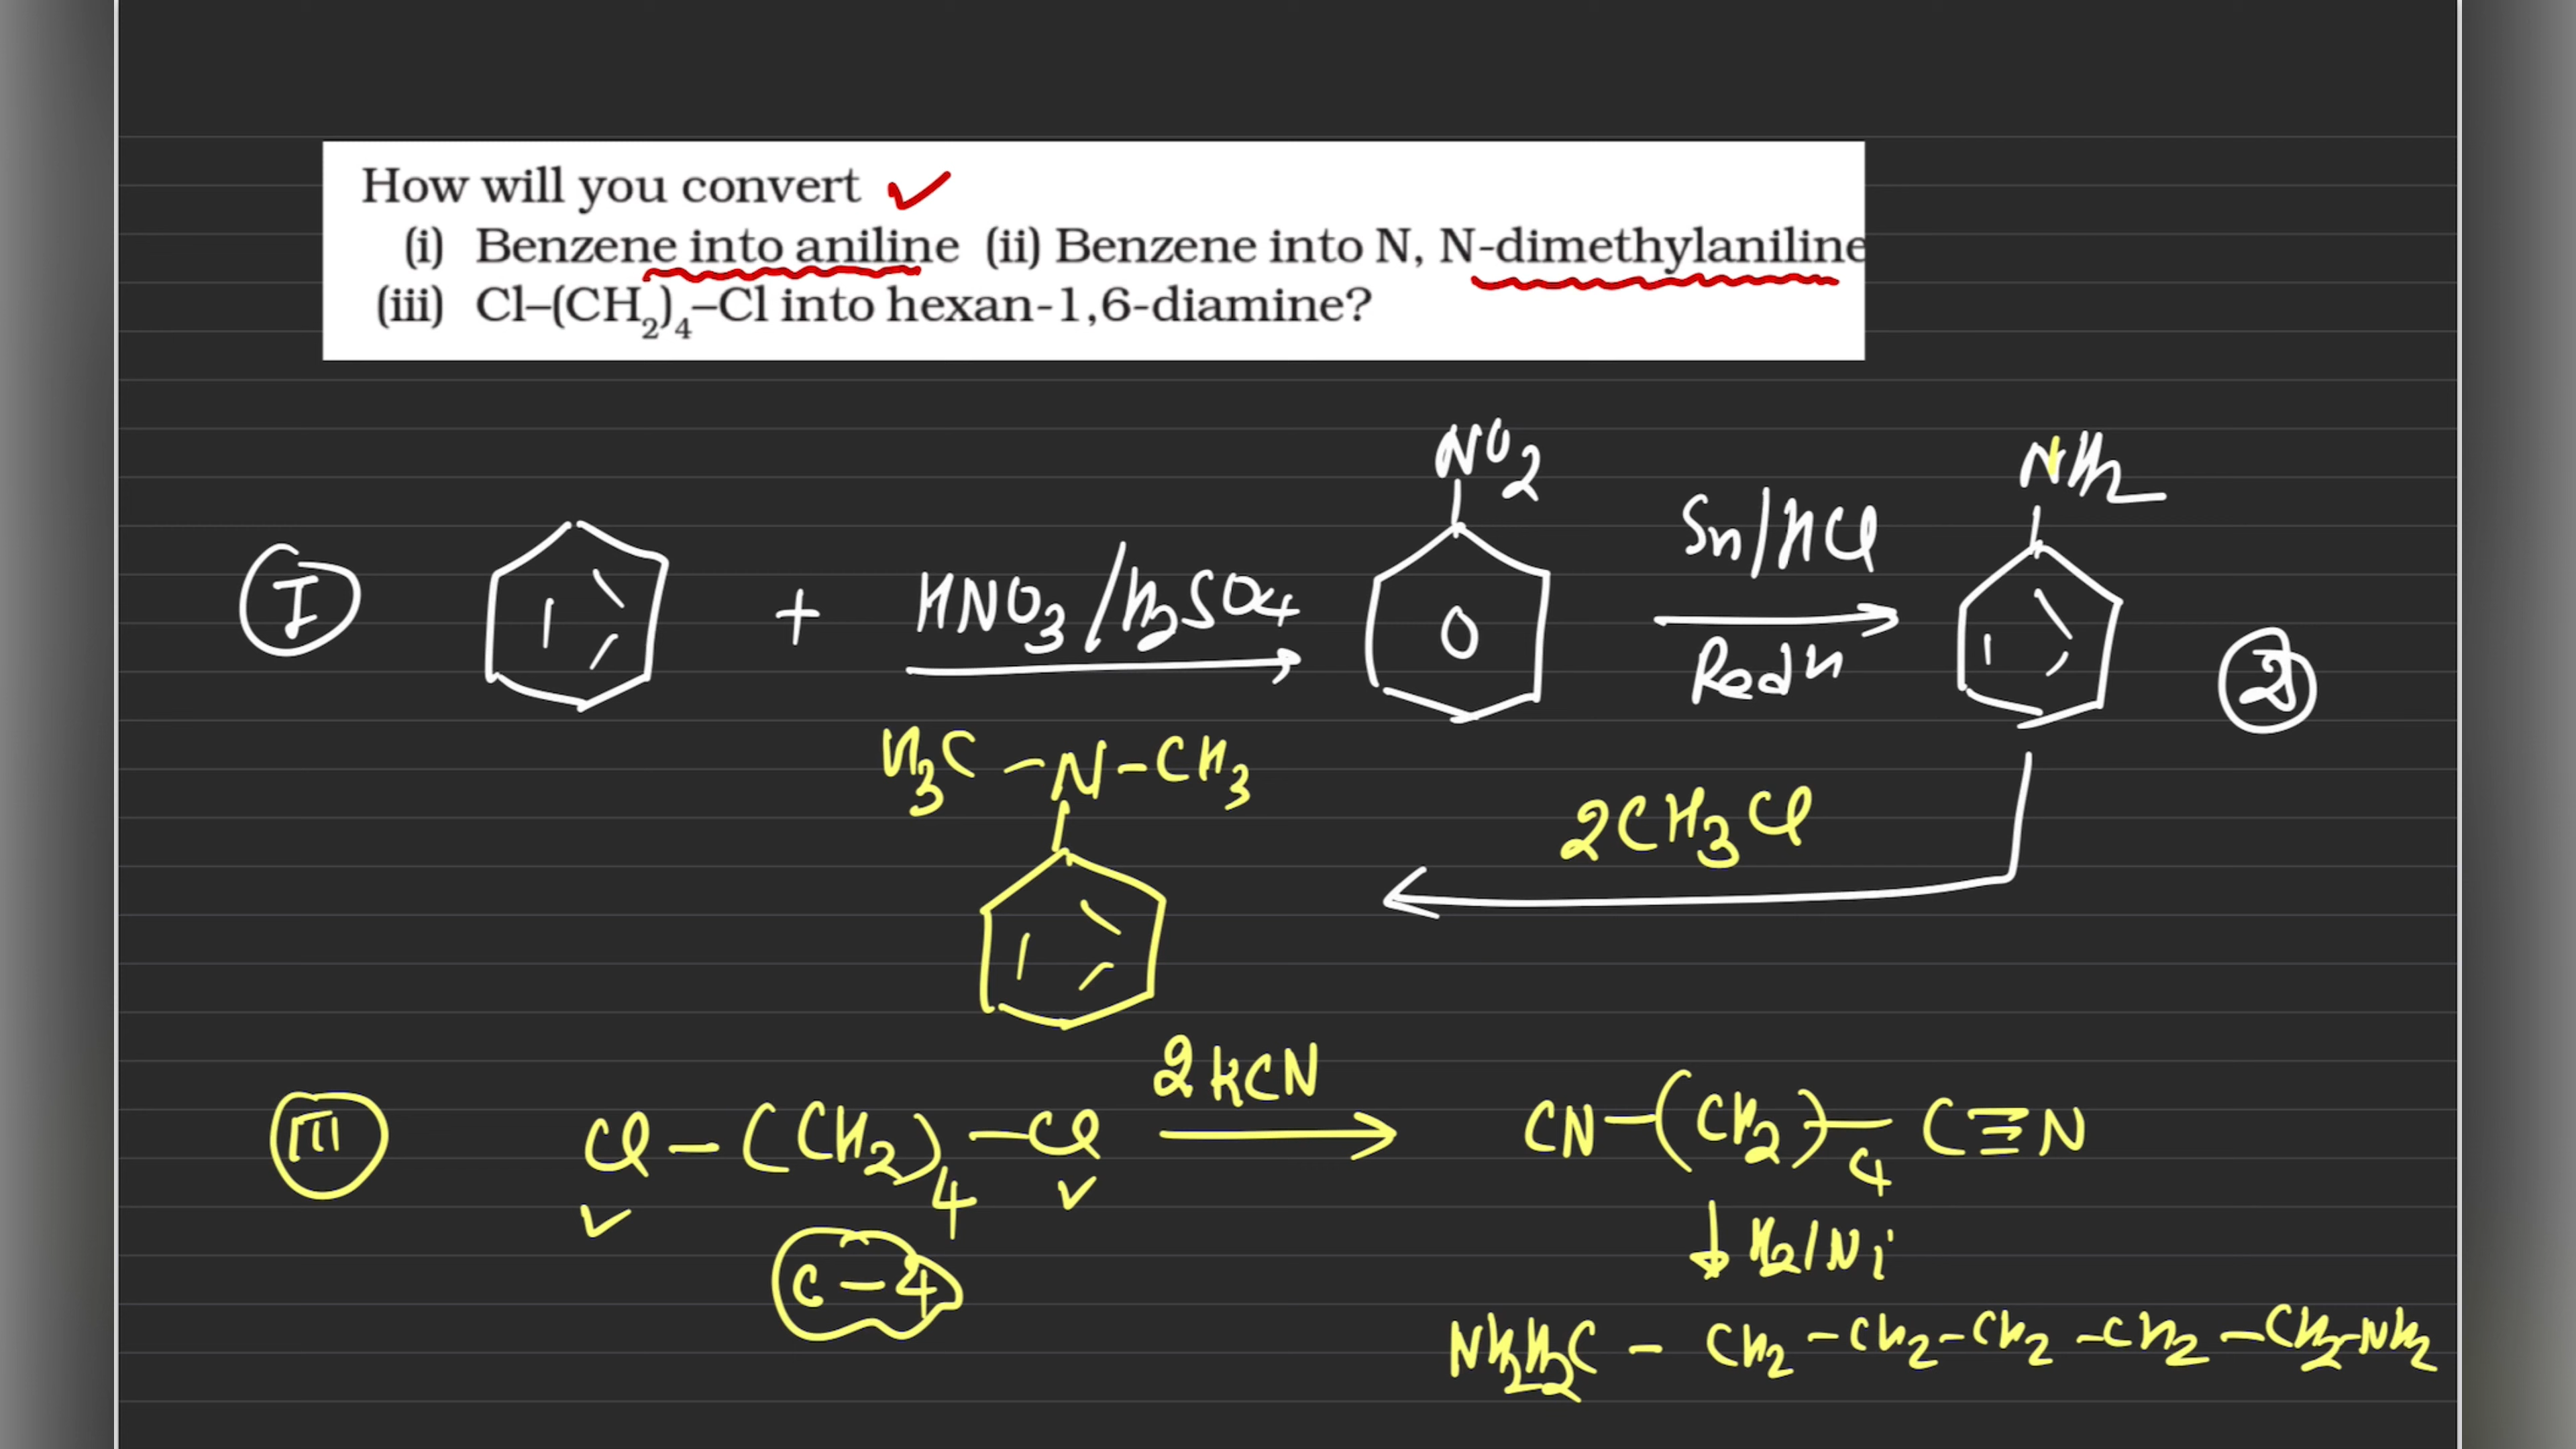 How will you convert
(i) Benzene into aniline (ii) Benzene into N, N-dimethylaniline
(iii) Cl–(CH₂)₄–Cl into hexan-1,6-diamine?
NO₂
NH₂
Sn/HCl
I + HNO₃/H₂SO₄
Redⁿ
2
H₃C–N–CH₃
2CH₃Cl
2KCN
III Cl–(CH₂)₄–Cl CN–(CH₂)₄–C≡N
C–4
H₂/Ni
NH₂H₂C–CH₂–CH₂–CH₂–CH₂–CH₂–NH₂